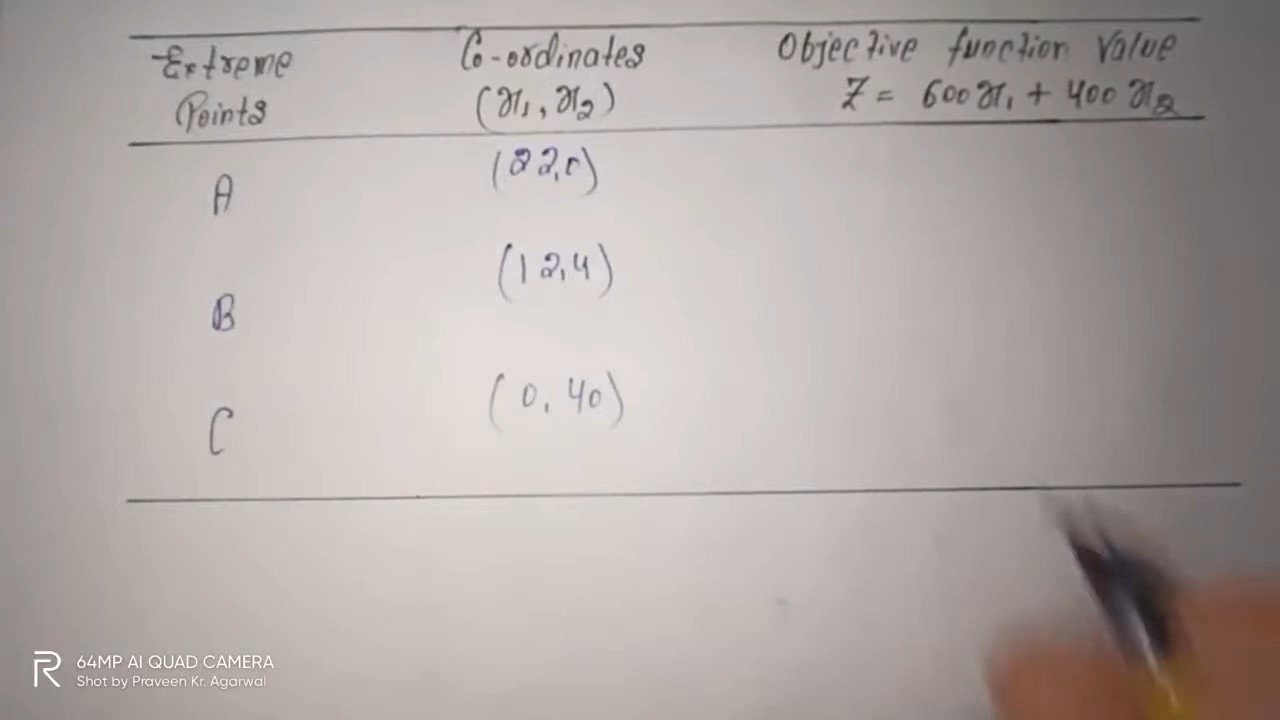 Extreme Points
Co-ordinates (x₁, x₂)
Objective function Value Z = 600x₁ + 400x₂
A (22,0)
B (12,4)
C (0, 40)
R 64MP AI QUAD CAMERA
Shot by Praveen Kr. Agarwal